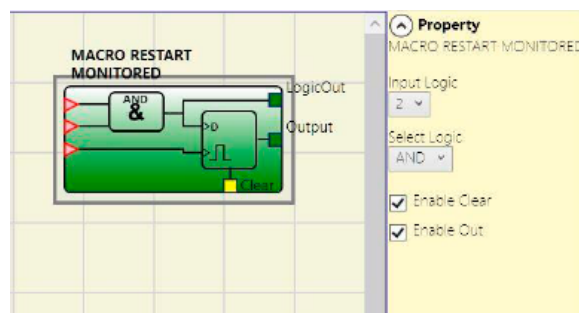 MACRO RESTART
MONITORED
AND
&
D
LogicOut
Output
Clear
Property
MACRO RESTART MONITORED
Input Logic
2
Select Logic
AND
Enable Clear
Enable Out